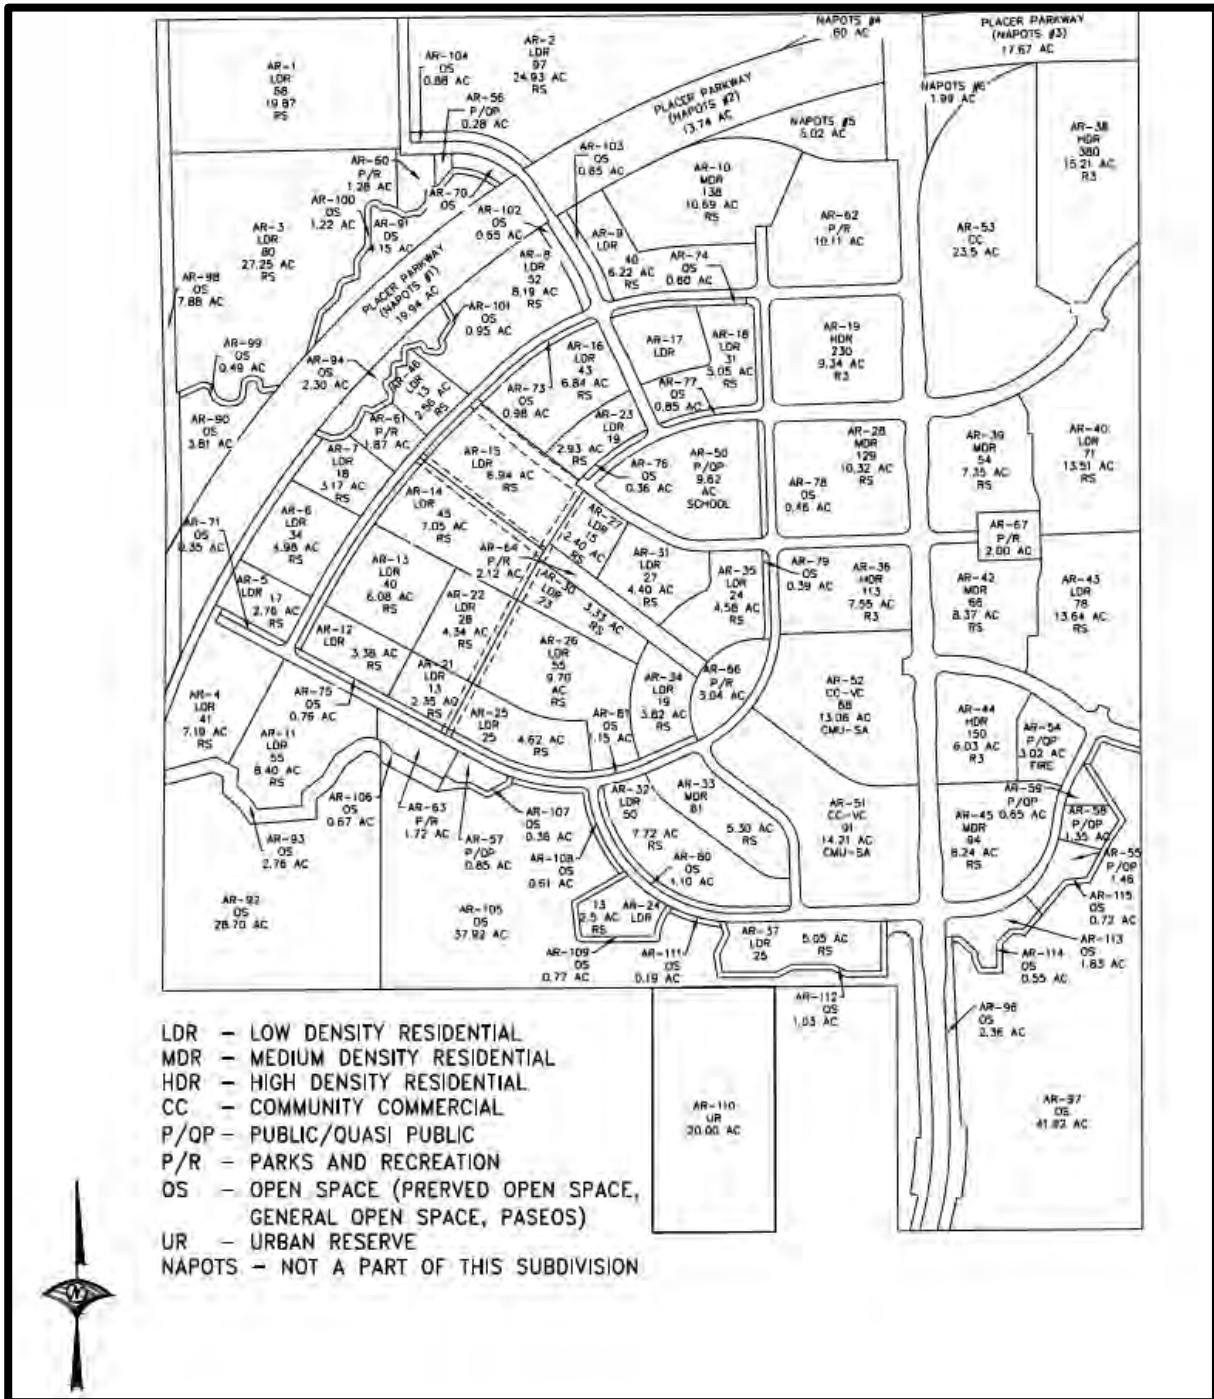 NAPOTS #4
.60 AC
PLACER PARKWAY
(NAPOTS #3)
17.67 AC
AR-1
LDR
19.87
RS
AR-104
OS
0.88 AC
AR-2
LDR
97
24.93 AC
RS
AR-56
P/QP
0.28 AC
PLACER PARKWAY
(NAPOTS #2)
13.74 AC
NAPOTS #5
NAPOTS #6
1.99 AC
AR-38
HDR
380
15.21 AC
R3
AR-60
P/R
1.28 AC
AR-103
OS
0.65 AC
AR-10
MDR
138
10.69 AC
RS
AR-100
OS
1.22 AC
AR-70
OS
AR-102
OS
0.65 AC
AR-62
P/R
10.11 AC
AR-53
CC
23.5 AC
AR-3
LDR
80
27.25 AC
RS
AR-91
OS
AR-9
LDR
40
6.22 AC
RS
AR-74
OS
0.60 AC
AR-8
LDR
52
8.19 AC
RS
AR-98
OS
7.88 AC
PLACER PARKWAY
(NAPOTS #1)
19.94 AC
AR-101
OS
0.95 AC
AR-99
OS
0.49 AC
AR-94
OS
2.30 AC
AR-46
LDR
13
2.56 AC
RS
AR-16
LDR
43
6.84 AC
RS
AR-17
LDR
AR-18
LDR
31
5.05 AC
RS
AR-19
HDR
230
9.34 AC
R3
AR-73
OS
0.98 AC
AR-77
OS
0.85 AC
AR-90
OS
3.81 AC
AR-61
P/R
1.87 AC
AR-23
LDR
19
2.93 AC
RS
AR-7
LDR
18
3.17 AC
RS
AR-15
LDR
6.94 AC
RS
AR-76
OS
0.36 AC
AR-50
P/QP
9.62
AC
SCHOOL
AR-28
MDR
129
10.32 AC
RS
AR-78
OS
0.46 AC
AR-39
MDR
54
7.35 AC
RS
AR-40
LDR
71
13.51 AC
RS
AR-14
LDR
45
7.05 AC
RS
AR-71
OS
0.35 AC
AR-6
LDR
34
4.98 AC
RS
AR-27
LDR
15
2.40 AC
RS
AR-67
P/R
2.00 AC
AR-13
LDR
40
6.08 AC
RS
AR-64
P/R
2.12 AC
AR-31
LDR
27
4.40 AC
RS
AR-35
LDR
24
4.58 AC
RS
AR-79
OS
0.39 AC
AR-36
MDR
113
7.55 AC
R3
AR-42
MDR
66
8.37 AC
RS
AR-43
LDR
78
13.64 AC
RS
AR-5
LDR
17
2.76 AC
RS
AR-30
LDR
23
3.33 AC
RS
AR-22
LDR
28
4.34 AC
RS
AR-12
LDR
3.38 AC
RS
AR-26
LDR
55
9.70
AC
RS
AR-21
LDR
13
2.35 AC
RS
AR-34
LDR
19
3.82 AC
RS
AR-66
P/R
3.04 AC
AR-52
CC-VC
13.06 AC
CMU-SA
AR-4
LDR
41
7.19 AC
RS
AR-75
OS
0.76 AC
AR-11
LDR
55
8.40 AC
RS
AR-25
LDR
25
4.62 AC
RS
AR-81
OS
1.15 AC
AR-44
HDR
150
6.03 AC
R3
AR-54
P/QP
3.02 AC
FIRE
AR-106
OS
0.67 AC
AR-63
P/R
1.72 AC
AR-107
OS
0.36 AC
AR-32
LDR
50
7.72 AC
RS
AR-33
MDR
5.30 AC
RS
AR-51
CC-VC
91
14.21 AC
CMU-SA
AR-59
P/QP
0.65 AC
AR-58
P/QP
1.35 AC
AR-45
MDR
94
8.24 AC
RS
AR-93
OS
2.76 AC
AR-57
P/QP
0.85 AC
AR-108
OS
0.61 AC
AR-80
OS
1.10 AC
AR-55
P/QP
1.46
AR-115
OS
0.72 AC
AR-92
OS
28.70 AC
AR-105
OS
37.92 AC
13
2.5 AC
RS
AR-24
LDR
AR-37
LDR
25
5.05 AC
RS
AR-113
OS
1.83 AC
AR-109
OS
0.77 AC
AR-111
OS
0.19 AC
AR-114
OS
0.55 AC
AR-112
OS
1.03 AC
AR-96
OS
2.36 AC
AR-110
UR
20.00 AC
AR-97
OS
41.92 AC
LDR – LOW DENSITY RESIDENTIAL
MDR – MEDIUM DENSITY RESIDENTIAL
HDR – HIGH DENSITY RESIDENTIAL
CC – COMMUNITY COMMERCIAL
P/QP – PUBLIC/QUASI PUBLIC
P/R – PARKS AND RECREATION
OS – OPEN SPACE (PRERVED OPEN SPACE,
GENERAL OPEN SPACE, PASEOS)
UR – URBAN RESERVE
NAPOTS – NOT A PART OF THIS SUBDIVISION
N